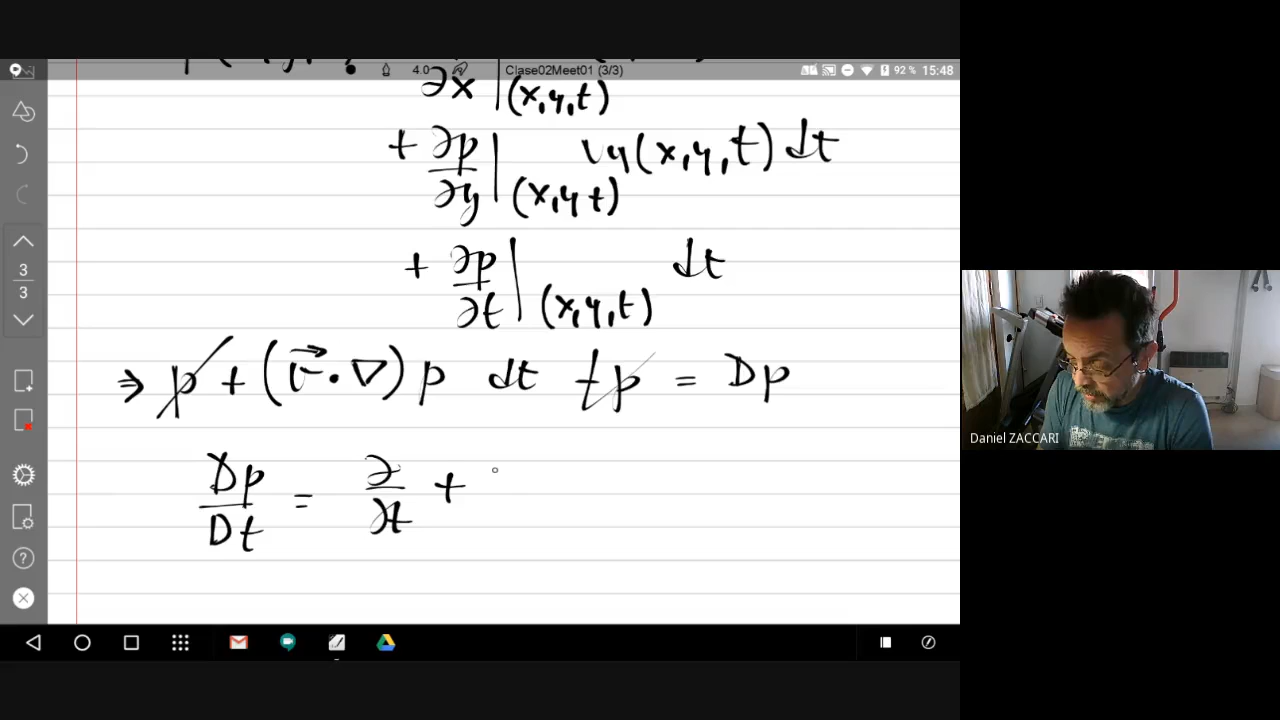 4.0 Clase02Meet01 (3/3) 92 % 15:48
∂x | (x,y,t)
+ ∂p/∂y | (x,y,t) vy(x,y,t) dt
+ ∂p/∂t | (x,y,t) dt
3
3
⇒ p + (v⃗ · ∇) p dt - p = Dp
Dp/Dt = ∂/∂t +
Daniel ZACCARI